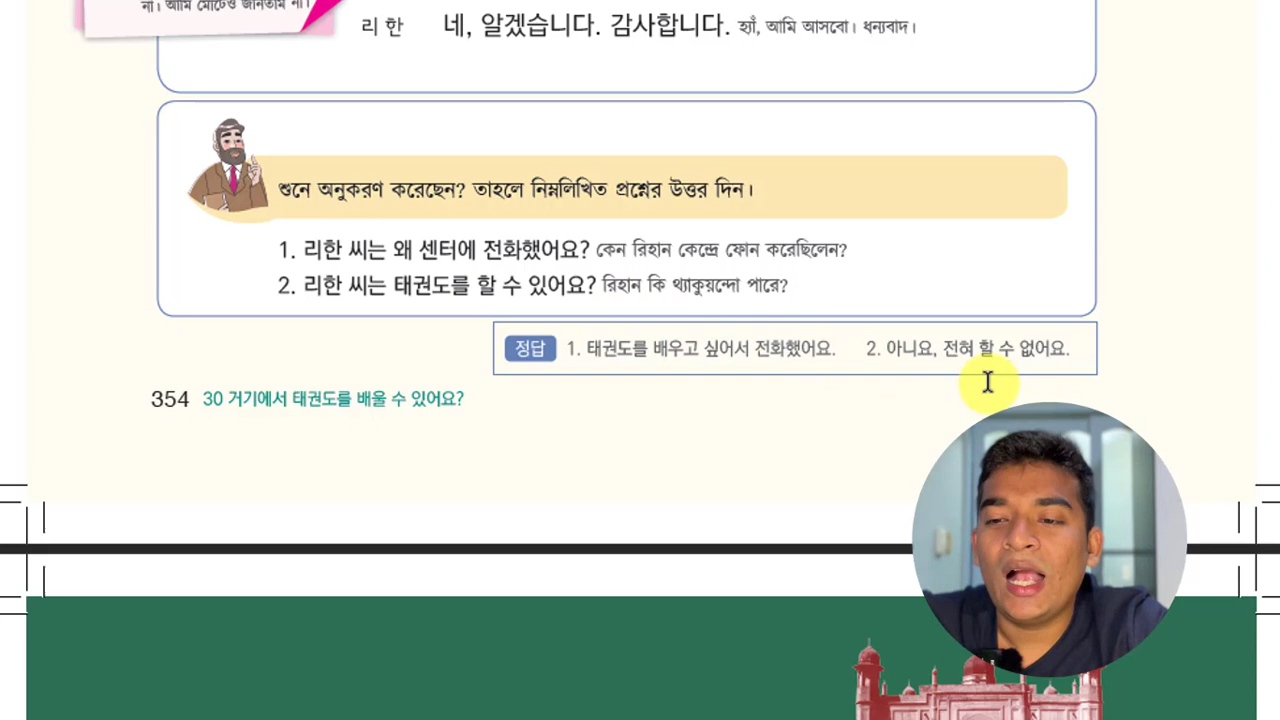 না। আমি মোটেও জানতাম না।
리 한 네, 알겠습니다. 감사합니다. হ্যাঁ, আমি আসবো। ধন্যবাদ।
শুনে অনুকরণ করেছেন? তাহলে নিম্নলিখিত প্রশ্নের উত্তর দিন।
1. 리한 씨는 왜 센터에 전화했어요? কেন রিহান কেন্দ্রে ফোন করেছিলেন?
2. 리한 씨는 태권도를 할 수 있어요? রিহান কি থ্যাকুয়ন্দো পারে?
정답 1. 태권도를 배우고 싶어서 전화했어요. 2. 아니요, 전혀 할 수 없어요.
354 30 거기에서 태권도를 배울 수 있어요?